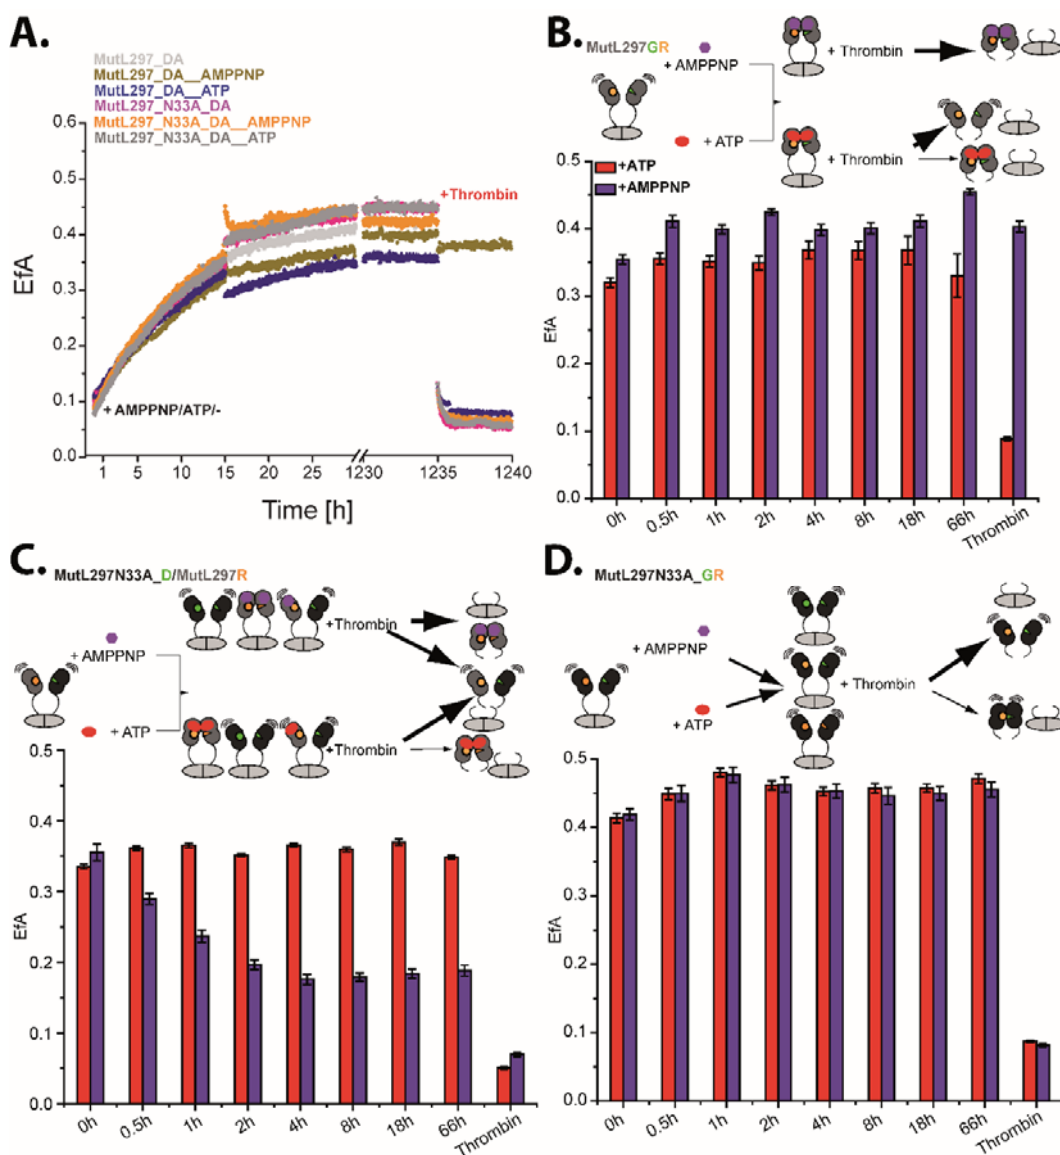 A.
MutL297_DA
MutL297_DA__AMPPNP
MutL297_DA__ATP
MutL297_N33A_DA
MutL297_N33A_DA__AMPPNP
MutL297_N33A_DA__ATP
0.6
0.5
0.4
0.3
0.2
0.1
0.0
EfA
+Thrombin
+ AMPPNP/ATP/-
1 5 10 15 20 25 1230 1235 1240
Time [h]
B.
MutL297GR
+ AMPPNP
+ ATP
+ Thrombin
+ Thrombin
+ATP
+AMPPNP
0.5
0.4
0.3
0.2
0.1
0.0
EfA
0h 0.5h 1h 2h 4h 8h 18h 66h Thrombin
C.
MutL297N33A_D/MutL297R
+ AMPPNP
+ ATP
+Thrombin
+Thrombin
0.5
0.4
0.3
0.2
0.1
0.0
EfA
0h 0.5h 1h 2h 4h 8h 18h 66h Thrombin
D.
MutL297N33A_GR
+ AMPPNP
+ ATP
+ Thrombin
0.5
0.4
0.3
0.2
0.1
0.0
EfA
0h 0.5h 1h 2h 4h 8h 18h 66h Thrombin